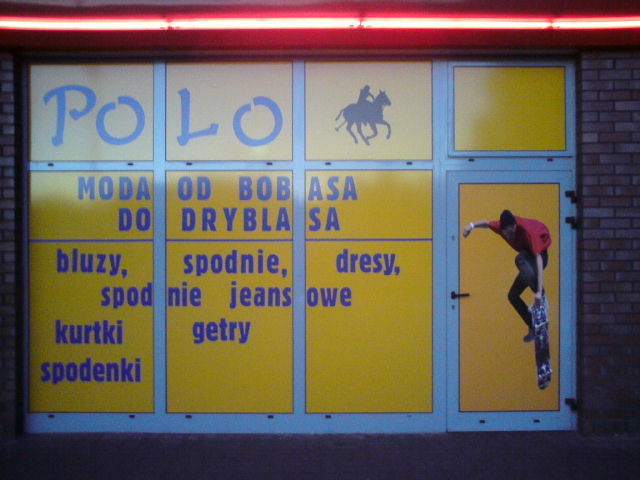 POLO
MODA OD BOBASA
DO DRYBLASA
bluzy, spodnie, dresy,
spodnie jeansowe
kurtki getry
spodenki